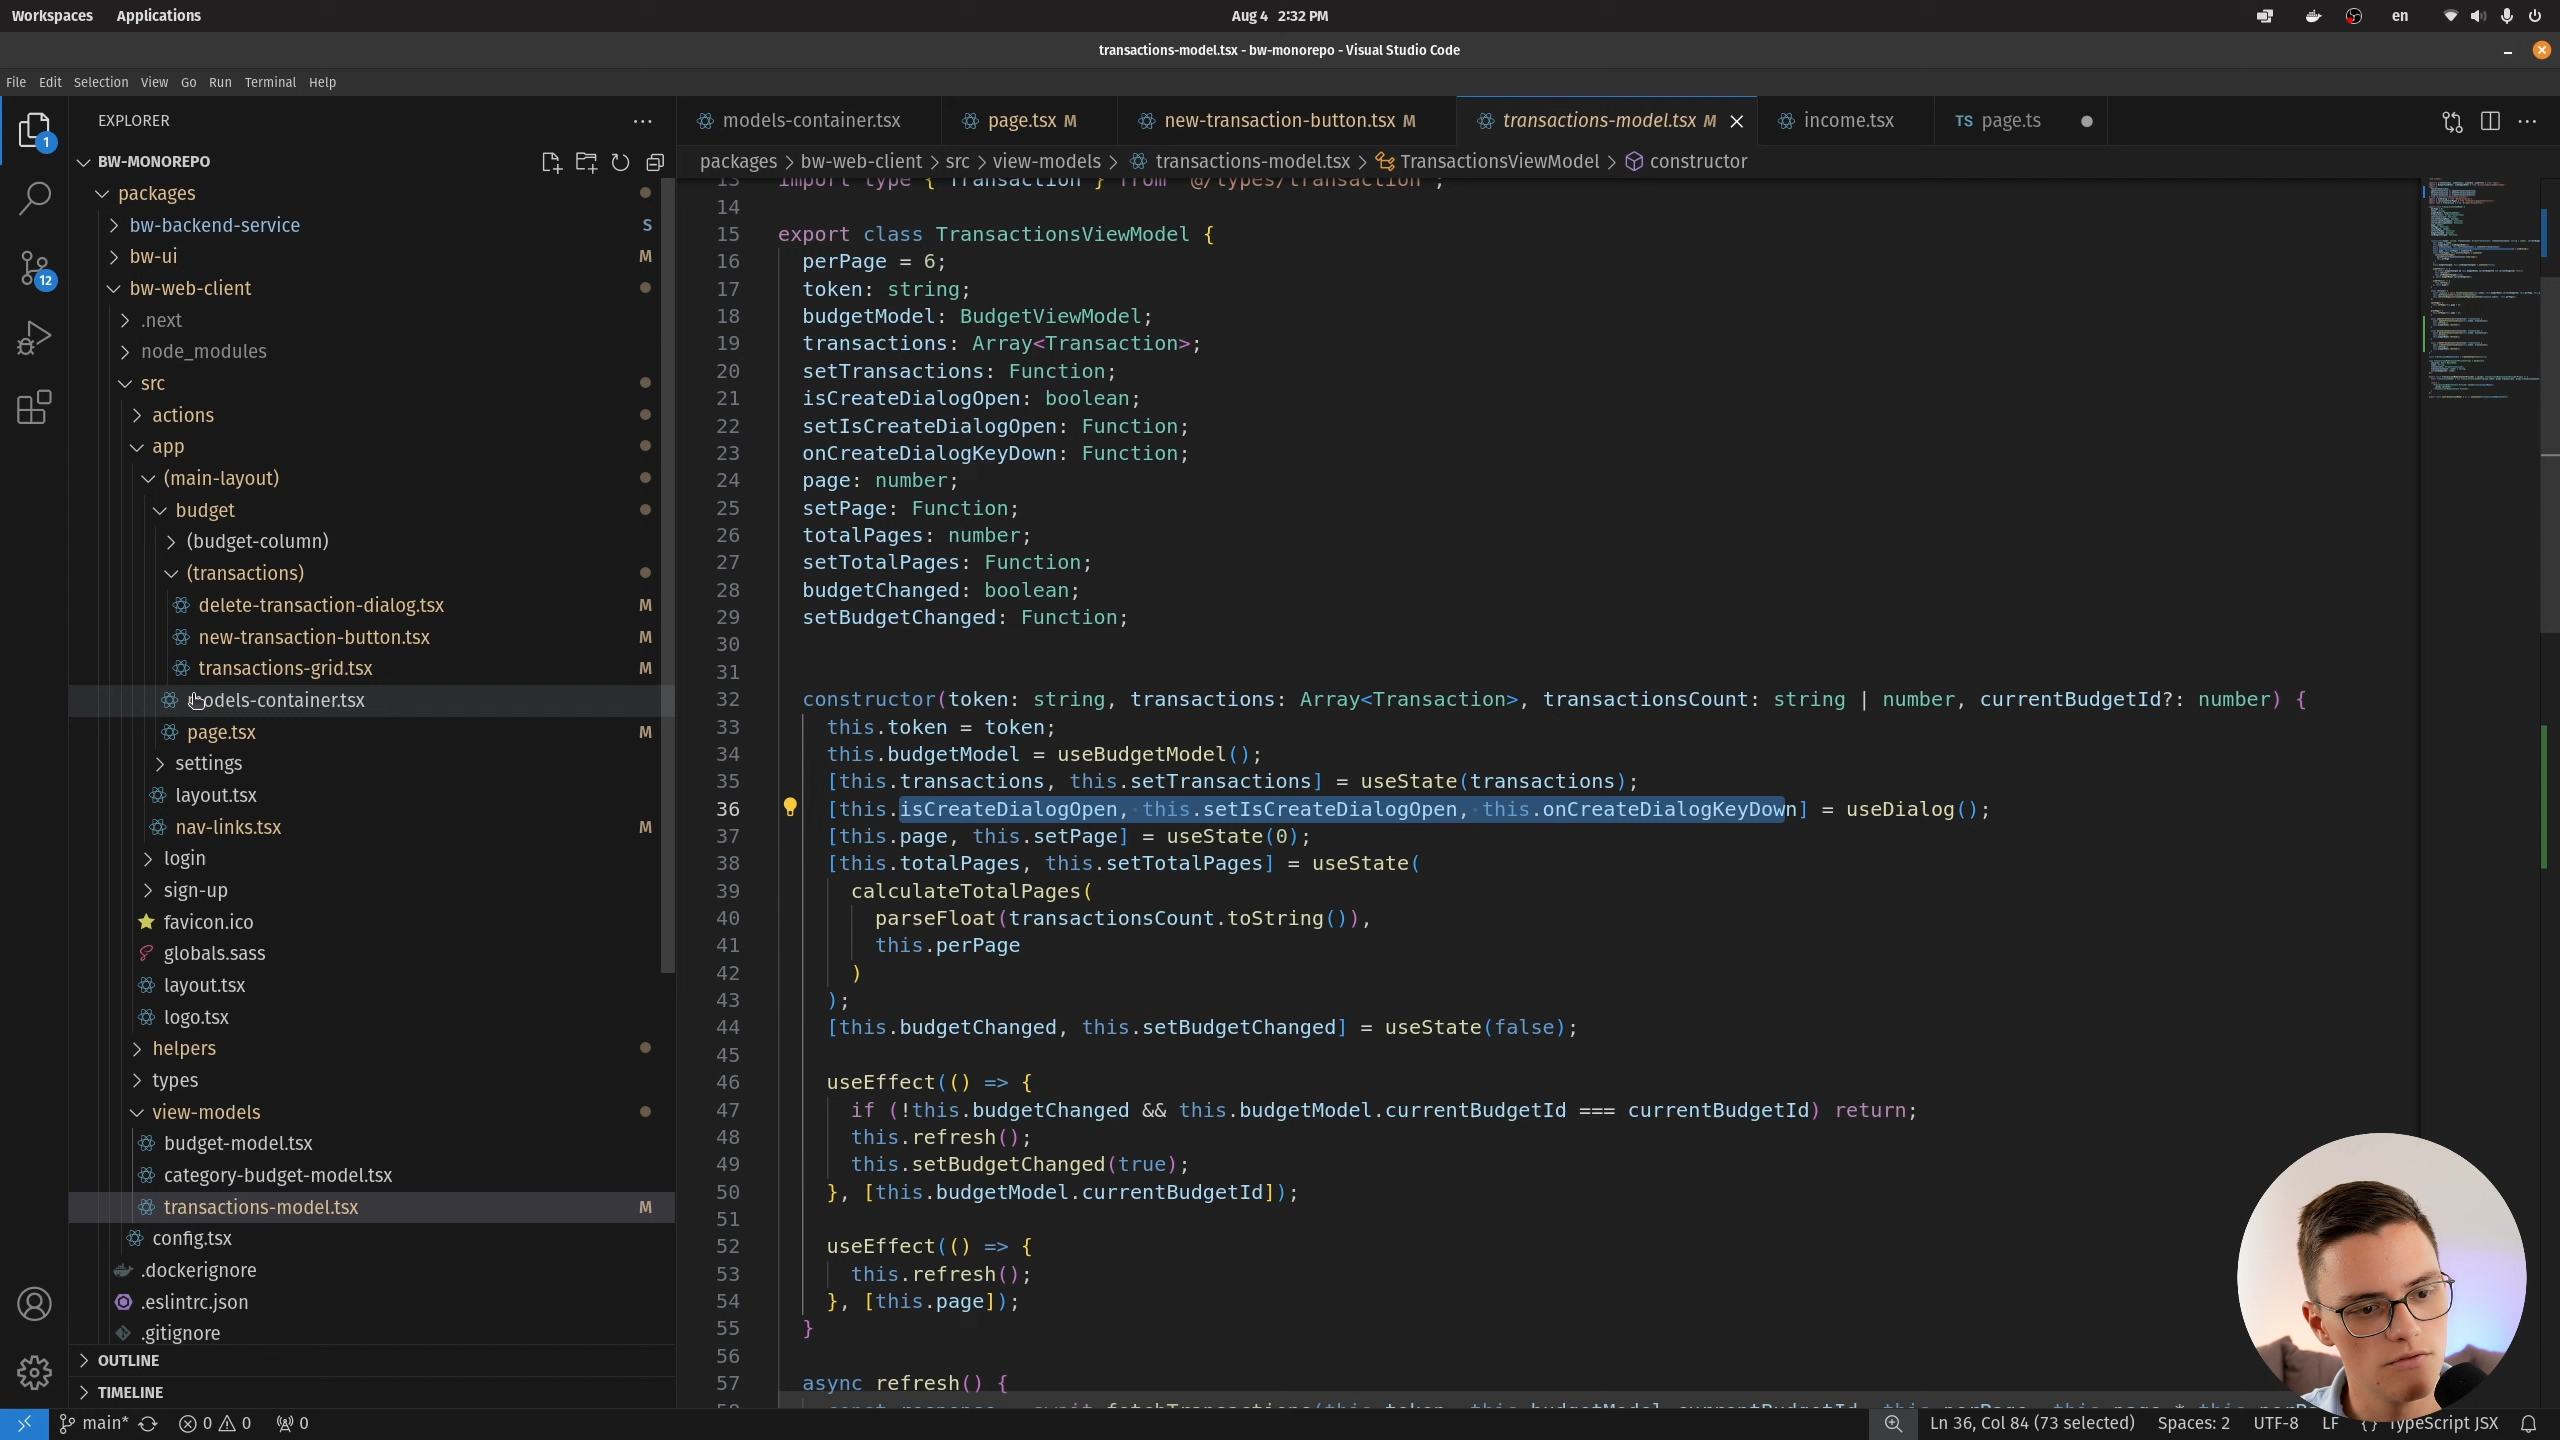 Workspaces Applications Aug 4 2:32 PM en
transactions-model.tsx - bw-monorepo - Visual Studio Code
File Edit Selection View Go Run Terminal Help
EXPLORER
BW-MONOREPO
packages
bw-backend-service S
bw-ui M
bw-web-client
.next
node_modules
src
actions
app
(main-layout)
budget
(budget-column)
(transactions)
delete-transaction-dialog.tsx M
new-transaction-button.tsx M
transactions-grid.tsx M
models-container.tsx
page.tsx M
settings
layout.tsx
nav-links.tsx M
login
sign-up
favicon.ico
globals.sass
layout.tsx
logo.tsx
helpers
types
view-models
budget-model.tsx
category-budget-model.tsx
transactions-model.tsx M
config.tsx
.dockerignore
.eslintrc.json
.gitignore
OUTLINE
TIMELINE
1
12
models-container.tsx page.tsx M new-transaction-button.tsx M transactions-model.tsx M income.tsx TS page.ts
packages > bw-web-client > src > view-models > transactions-model.tsx > TransactionsViewModel > constructor
13 import type { Transaction } from "@/types/transaction";
14
15 export class TransactionsViewModel {
16 perPage = 6;
17 token: string;
18 budgetModel: BudgetViewModel;
19 transactions: Array<Transaction>;
20 setTransactions: Function;
21 isCreateDialogOpen: boolean;
22 setIsCreateDialogOpen: Function;
23 onCreateDialogKeyDown: Function;
24 page: number;
25 setPage: Function;
26 totalPages: number;
27 setTotalPages: Function;
28 budgetChanged: boolean;
29 setBudgetChanged: Function;
30
31
32 constructor(token: string, transactions: Array<Transaction>, transactionsCount: string | number, currentBudgetId?: number) {
33 this.token = token;
34 this.budgetModel = useBudgetModel();
35 [this.transactions, this.setTransactions] = useState(transactions);
36 [this.isCreateDialogOpen, this.setIsCreateDialogOpen, this.onCreateDialogKeyDown] = useDialog();
37 [this.page, this.setPage] = useState(0);
38 [this.totalPages, this.setTotalPages] = useState(
39 calculateTotalPages(
40 parseFloat(transactionsCount.toString()),
41 this.perPage
42 )
43 );
44 [this.budgetChanged, this.setBudgetChanged] = useState(false);
45
46 useEffect(() => {
47 if (!this.budgetChanged && this.budgetModel.currentBudgetId === currentBudgetId) return;
48 this.refresh();
49 this.setBudgetChanged(true);
50 }, [this.budgetModel.currentBudgetId]);
51
52 useEffect(() => {
53 this.refresh();
54 }, [this.page]);
55 }
56
57 async refresh() {
main* 0 0 0 Ln 36, Col 84 (73 selected) Spaces: 2 UTF-8 LF TypeScript JSX